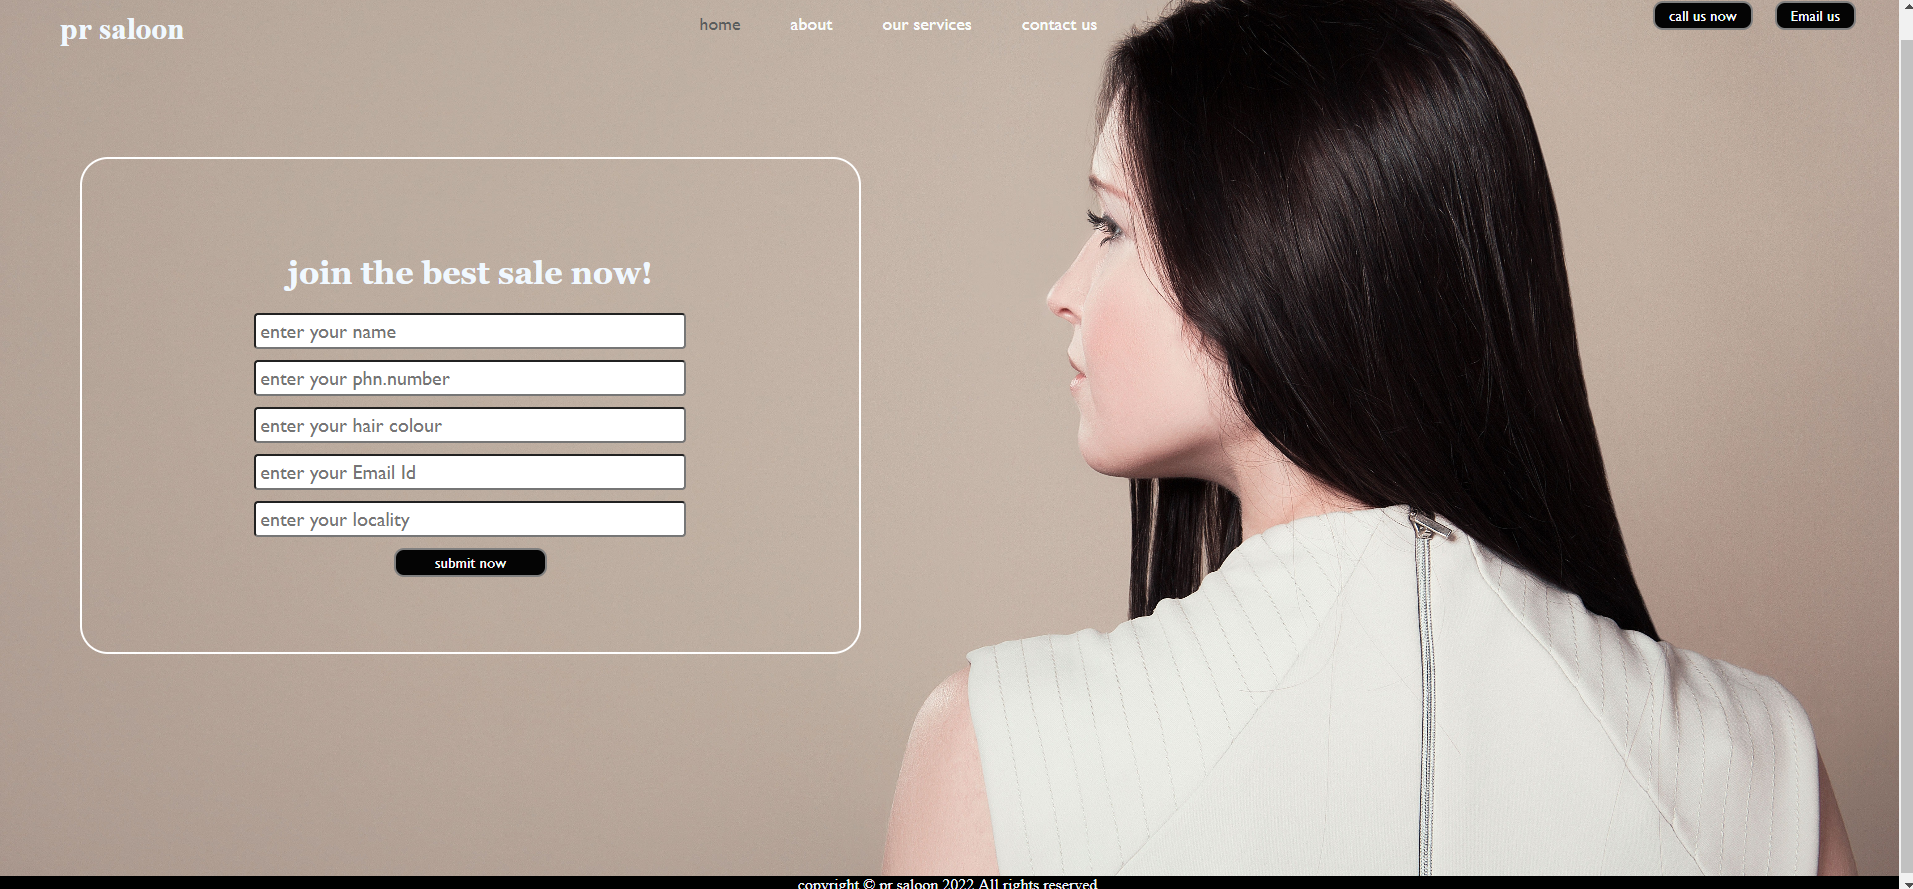 pr saloon
home about our services contact us
call us now Email us
join the best sale now!
enter your name
enter your phn.number
enter your hair colour
enter your Email Id
enter your locality
submit now
copyright © pr saloon 2022 All rights reserved